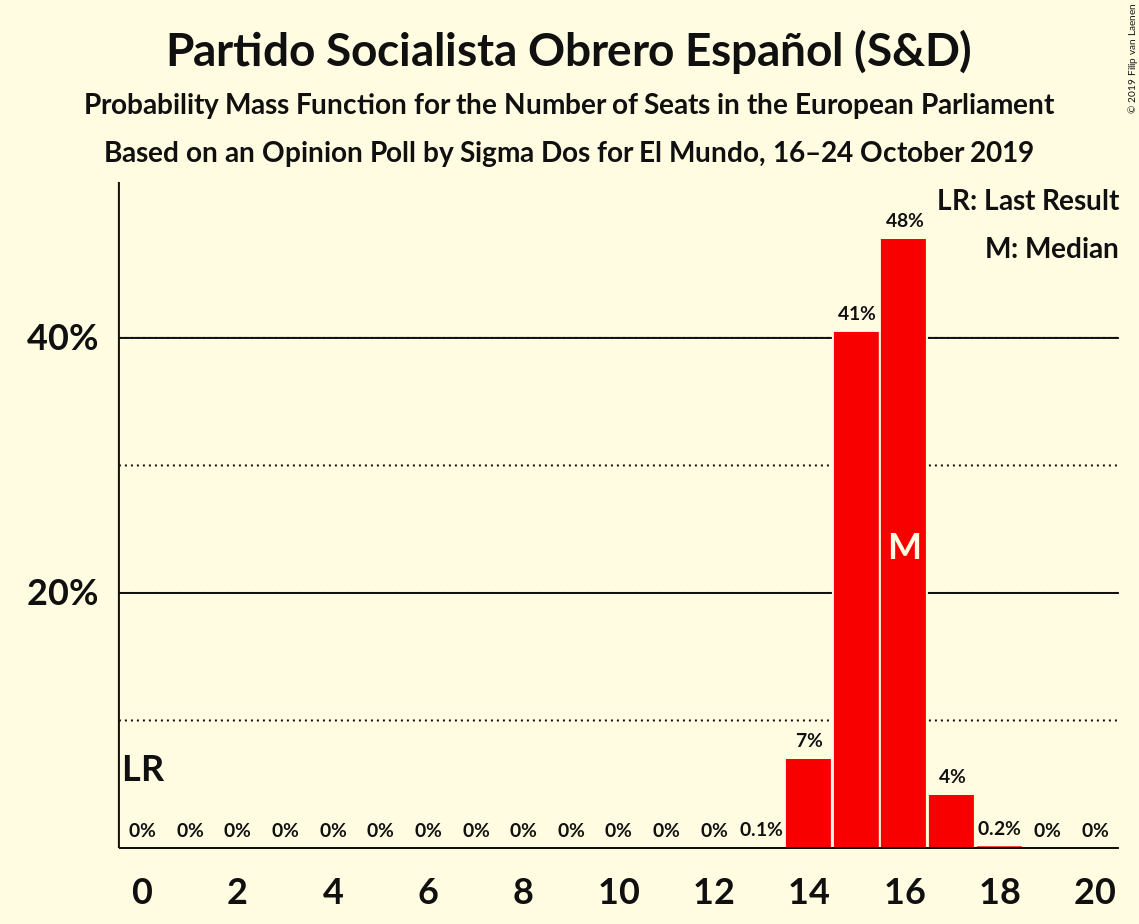 Partido Socialista Obrero Español (S&D)
Probability Mass Function for the Number of Seats in the European Parliament
Based on an Opinion Poll by Sigma Dos for El Mundo, 16–24 October 2019
© 2019 Filip van Laenen
LR: Last Result
M: Median
48%
41%
40%
M
20%
7%
LR
4%
0% 0% 0% 0% 0% 0% 0% 0% 0% 0% 0% 0% 0% 0.1% 0.2% 0% 0%
0 2 4 6 8 10 12 14 16 18 20